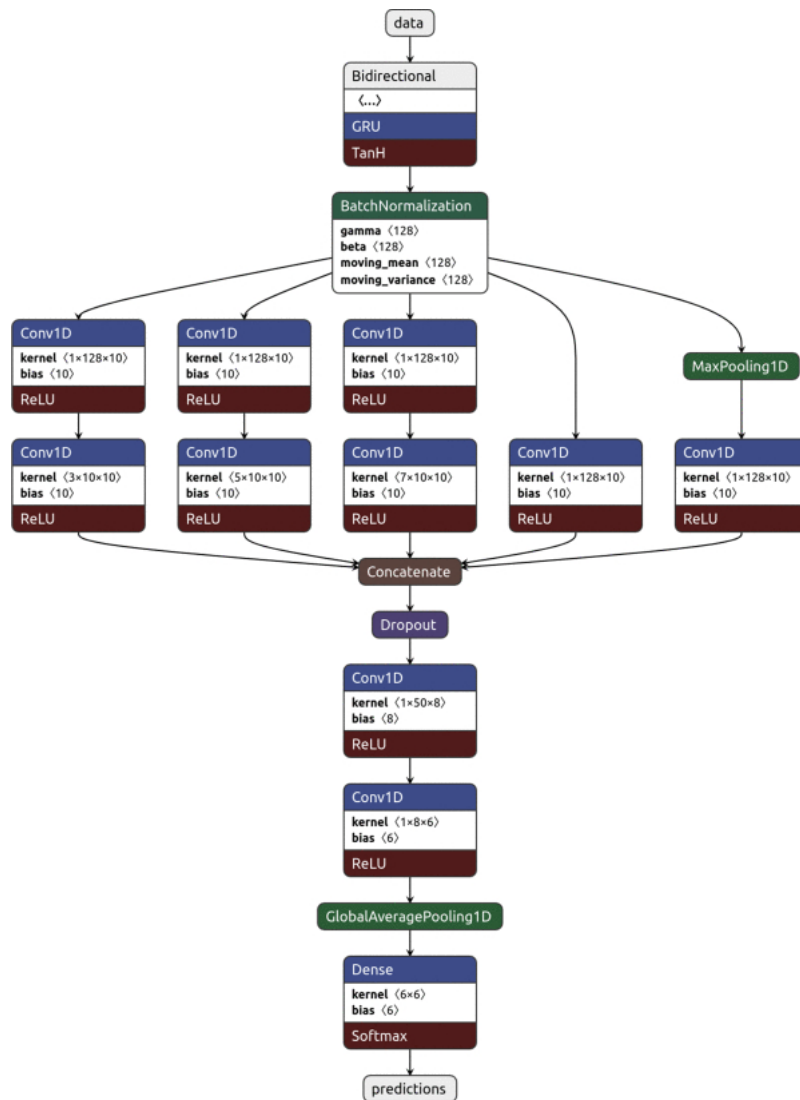 data
Bidirectional
〈...〉
GRU
TanH
BatchNormalization
gamma 〈128〉
beta 〈128〉
moving_mean 〈128〉
moving_variance 〈128〉
Conv1D
kernel 〈1×128×10〉
bias 〈10〉
ReLU
Conv1D
kernel 〈1×128×10〉
bias 〈10〉
ReLU
Conv1D
kernel 〈1×128×10〉
bias 〈10〉
ReLU
MaxPooling1D
Conv1D
kernel 〈3×10×10〉
bias 〈10〉
ReLU
Conv1D
kernel 〈5×10×10〉
bias 〈10〉
ReLU
Conv1D
kernel 〈7×10×10〉
bias 〈10〉
ReLU
Conv1D
kernel 〈1×128×10〉
bias 〈10〉
ReLU
Conv1D
kernel 〈1×128×10〉
bias 〈10〉
ReLU
Concatenate
Dropout
Conv1D
kernel 〈1×50×8〉
bias 〈8〉
ReLU
Conv1D
kernel 〈1×8×6〉
bias 〈6〉
ReLU
GlobalAveragePooling1D
Dense
kernel 〈6×6〉
bias 〈6〉
Softmax
predictions